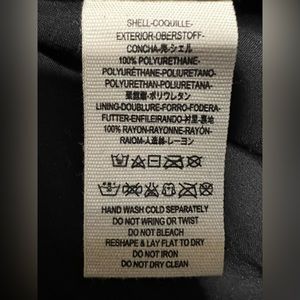 SHELL-COQUILLE-
EXTERIOR-OBERSTOFF-
CONCHA-売-シェル
100% POLYURETHANE-
POLYURÉTHANE-POLIURETANO-
POLYURETHAN-POLIURETANA-
聚氨酯-ポリウレタン
LINING-DOUBLURE-FORRO-FODERA-
FUTTER-ENFILEIRANDO-衬里-裏地
100% RAYON-RAYONNE-RAYÓN-
RAIOM-人造絲-レーヨン
HAND WASH COLD SEPARATELY
DO NOT WRING OR TWIST
DO NOT BLEACH
RESHAPE & LAY FLAT TO DRY
DO NOT IRON
DO NOT DRY CLEAN